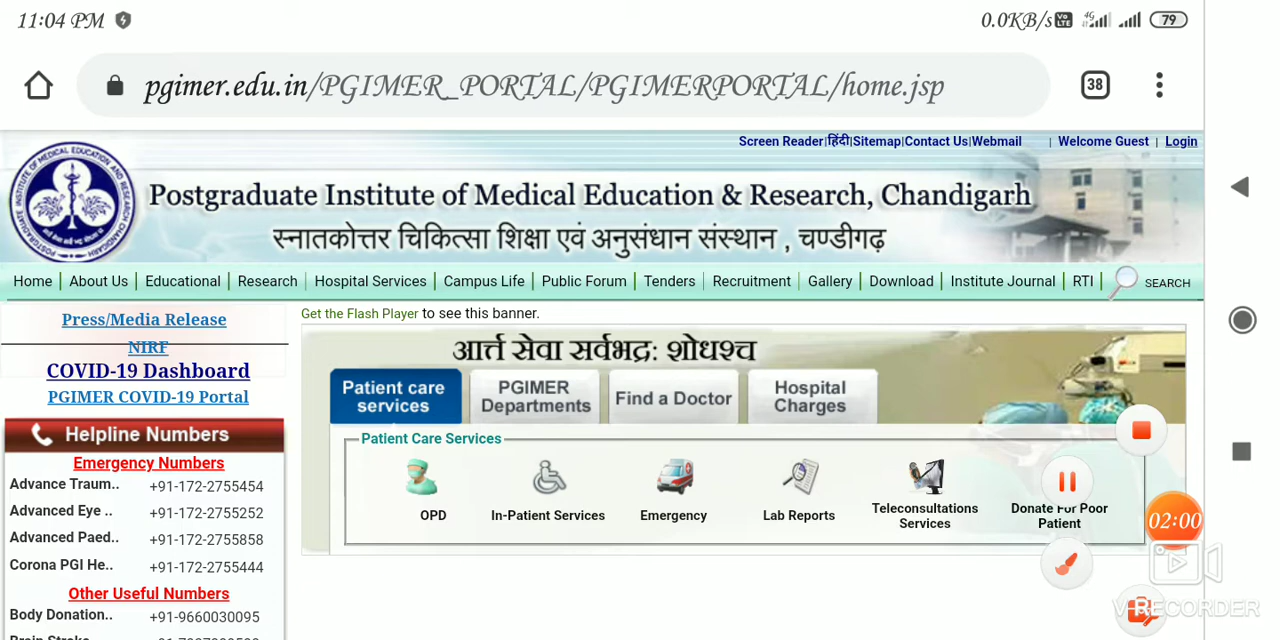 11:04 PM
0.0KB/s Vo LTE 4G 79
pgimer.edu.in/PGIMER_PORTAL/PGIMERPORTAL/home.jsp
38
Screen Reader|हिंदी|Sitemap|Contact Us|Webmail | Welcome Guest | Login
Postgraduate Institute of Medical Education & Research, Chandigarh
स्नातकोत्तर चिकित्सा शिक्षा एवं अनुसंधान संस्थान , चण्डीगढ़
Home | About Us | Educational | Research | Hospital Services | Campus Life | Public Forum | Tenders | Recruitment | Gallery | Download | Institute Journal | RTI | SEARCH
Press/Media Release
NIRF
COVID-19 Dashboard
PGIMER COVID-19 Portal
Helpline Numbers
Emergency Numbers
Advance Traum.. +91-172-2755454
Advanced Eye .. +91-172-2755252
Advanced Paed.. +91-172-2755858
Corona PGI He.. +91-172-2755444
Other Useful Numbers
Body Donation.. +91-9660030095
Get the Flash Player to see this banner.
आर्त्त सेवा सर्वभद्र: शोधश्च
Patient care services
PGIMER Departments
Find a Doctor
Hospital Charges
Patient Care Services
OPD
In-Patient Services
Emergency
Lab Reports
Teleconsultations Services
Donate For Poor Patient
02:00
V-RECORDER